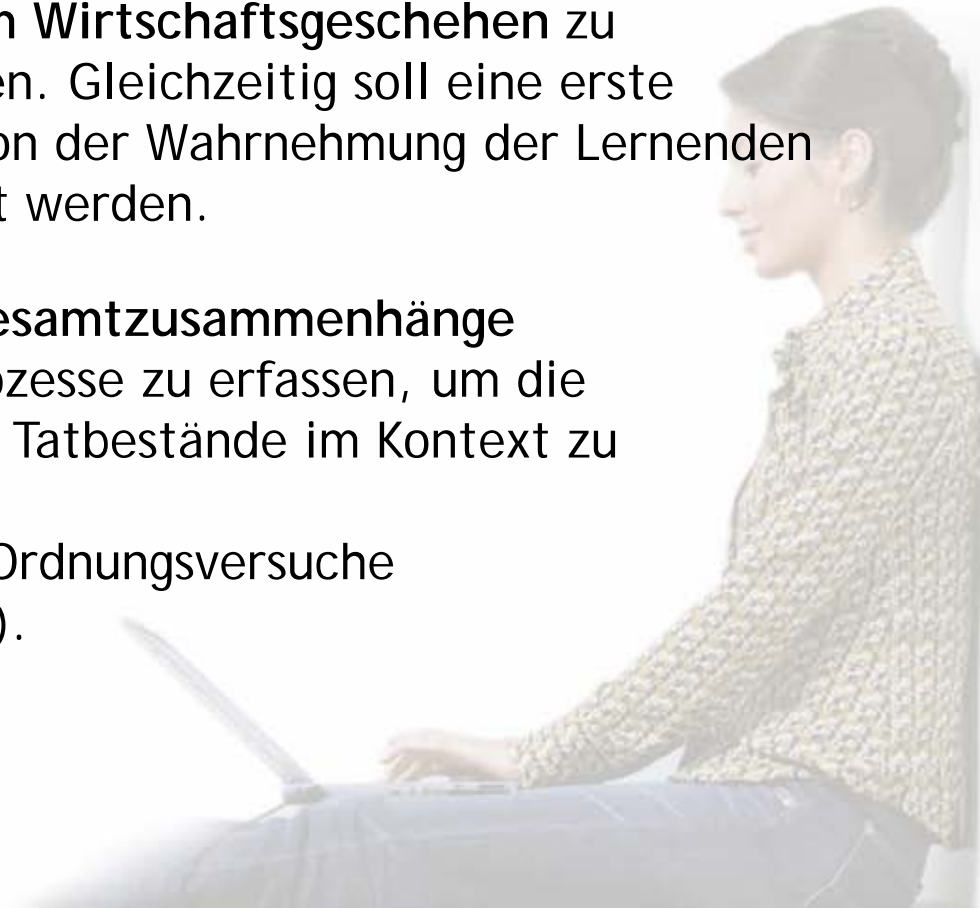 n Wirtschaftsgeschehen zu
en. Gleichzeitig soll eine erste
on der Wahrnehmung der Lernenden
t werden.
esamtzusammenhänge
ozesse zu erfassen, um die
Tatbestände im Kontext zu
Ordnungsversuche
).